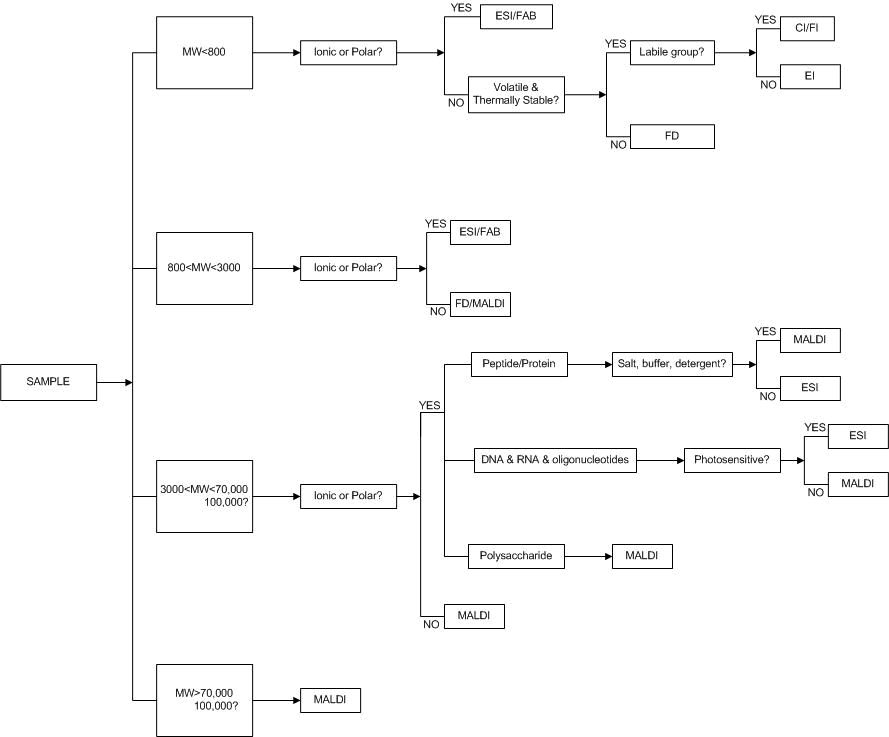 SAMPLE
MW<800
Ionic or Polar?
YES
ESI/FAB
NO
Volatile &
Thermally Stable?
YES
Labile group?
YES
CI/FI
NO
EI
NO
FD
800<MW<3000
Ionic or Polar?
YES
ESI/FAB
NO
FD/MALDI
3000<MW<70,000
100,000?
Ionic or Polar?
YES
Peptide/Protein
Salt, buffer, detergent?
YES
MALDI
NO
ESI
DNA & RNA & oligonucleotides
Photosensitive?
YES
ESI
NO
MALDI
Polysaccharide
MALDI
NO
MALDI
MW>70,000
100,000?
MALDI